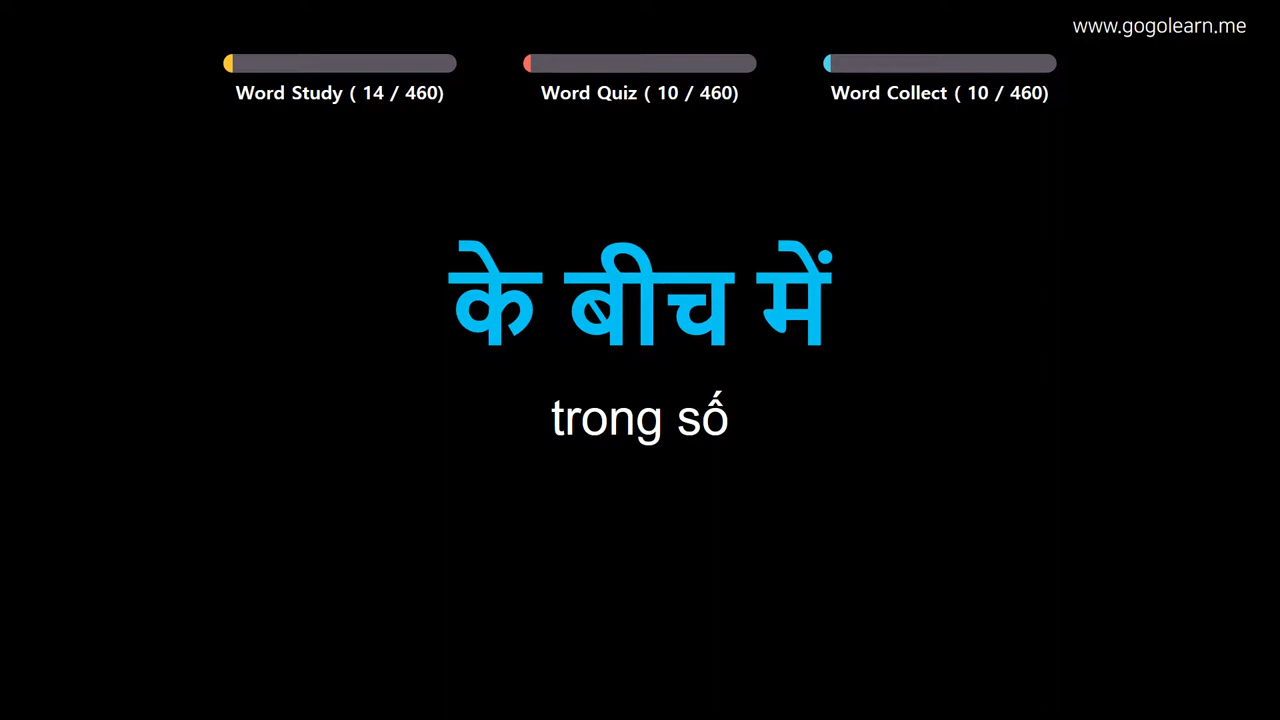 www.gogolearn.me
Word Study ( 14 / 460)
Word Quiz ( 10 / 460)
Word Collect ( 10 / 460)
के बीच में
trong số